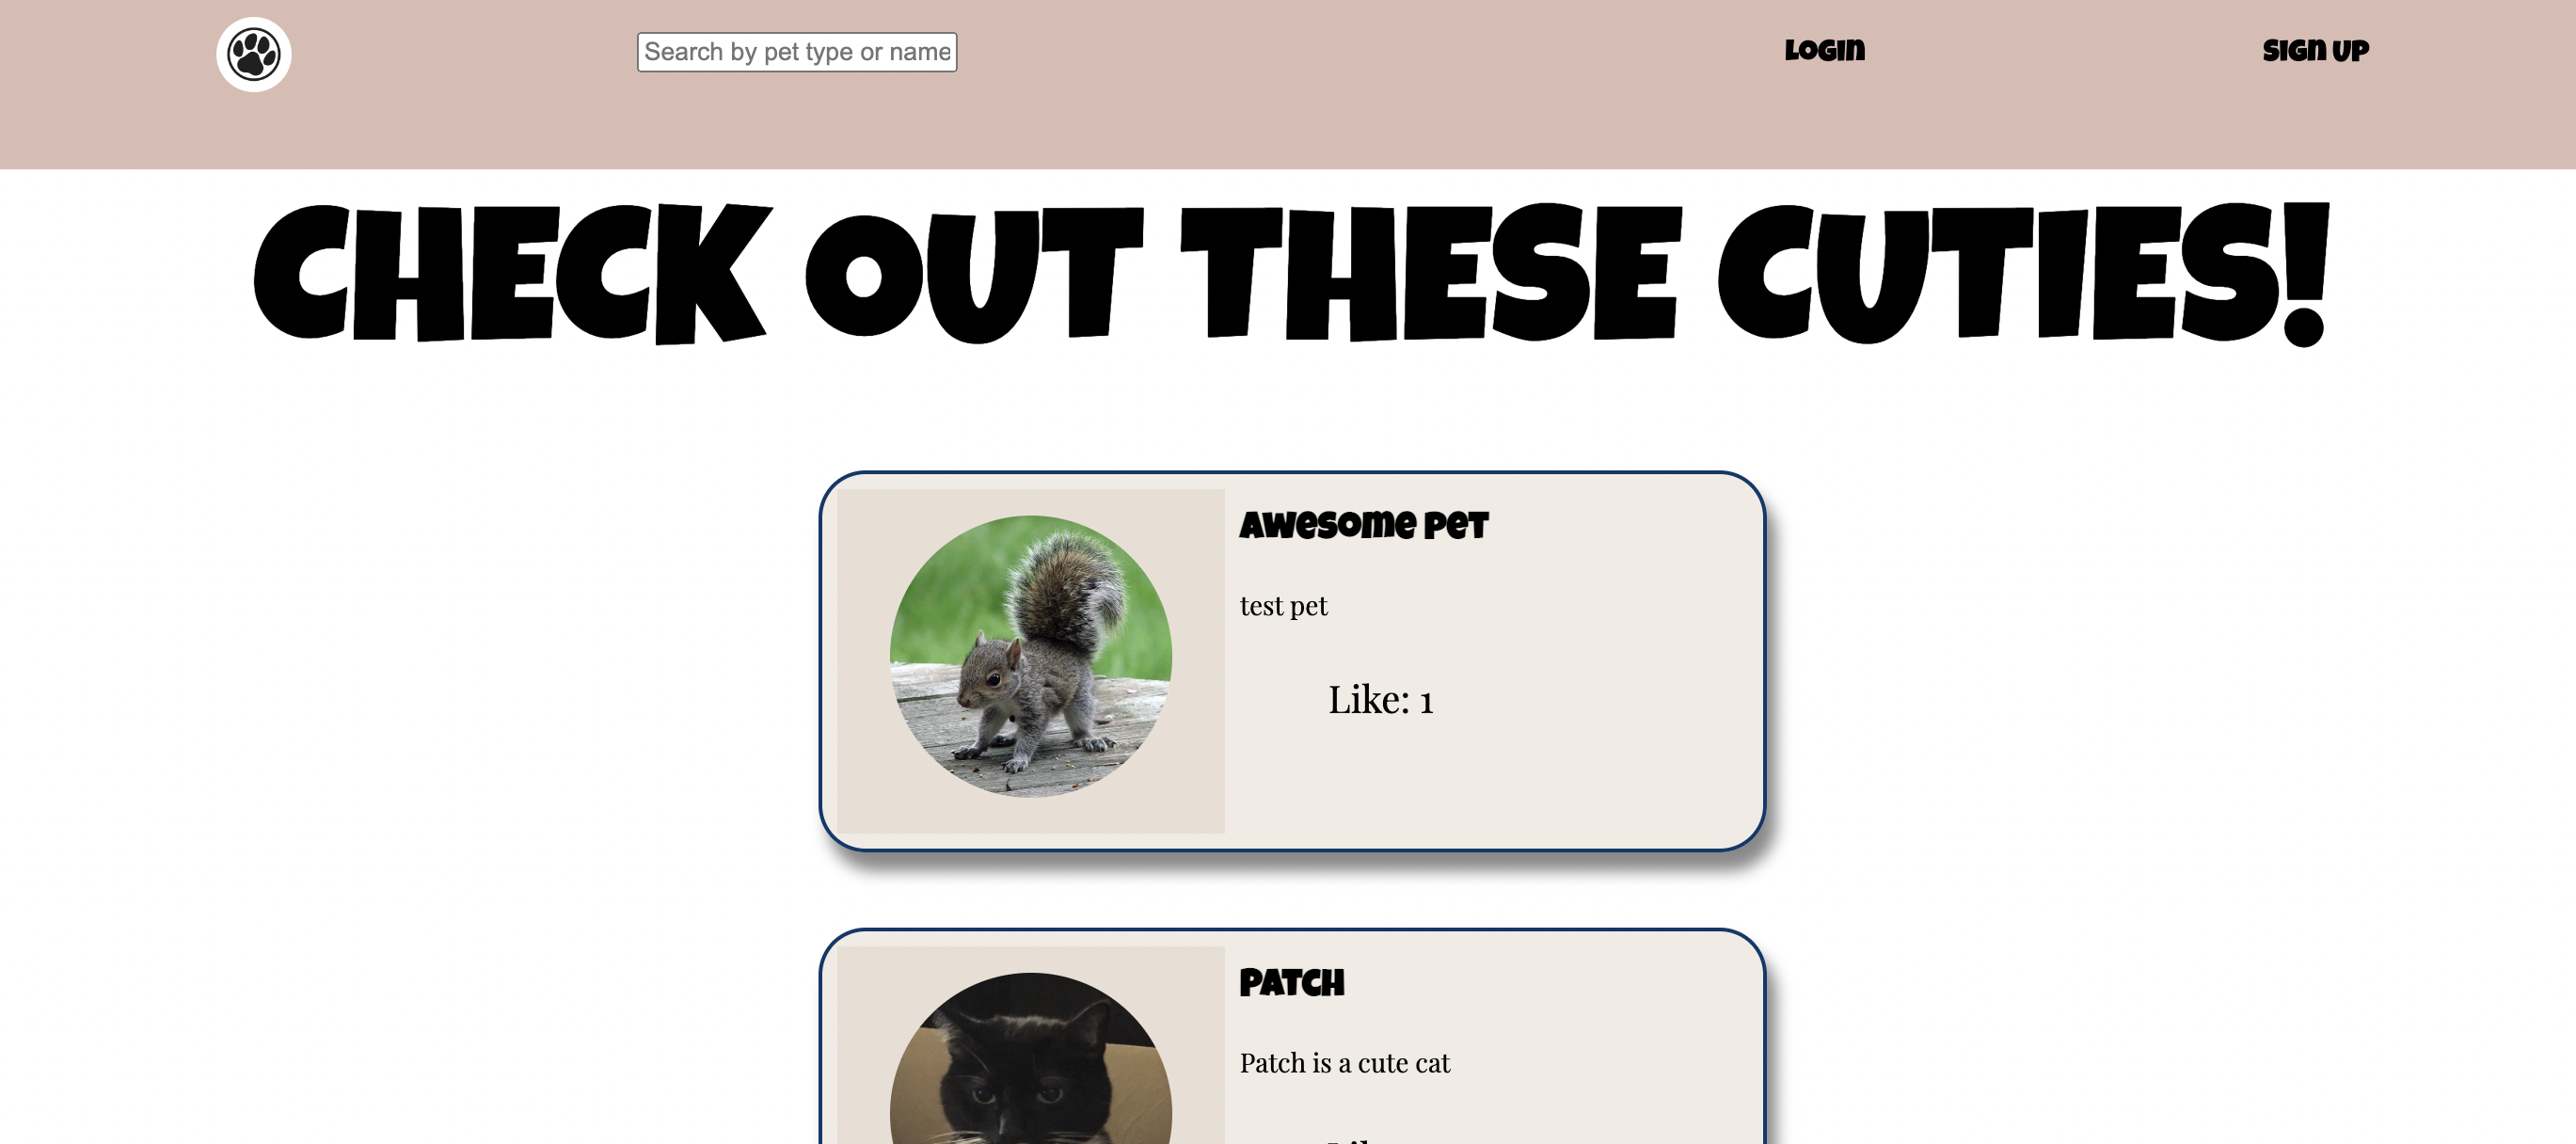 Search by pet type or name
Login
Sign Up
CHECK OUT THESE CUTIES!
Awesome Pet
test pet
Like: 1
Patch
Patch is a cute cat